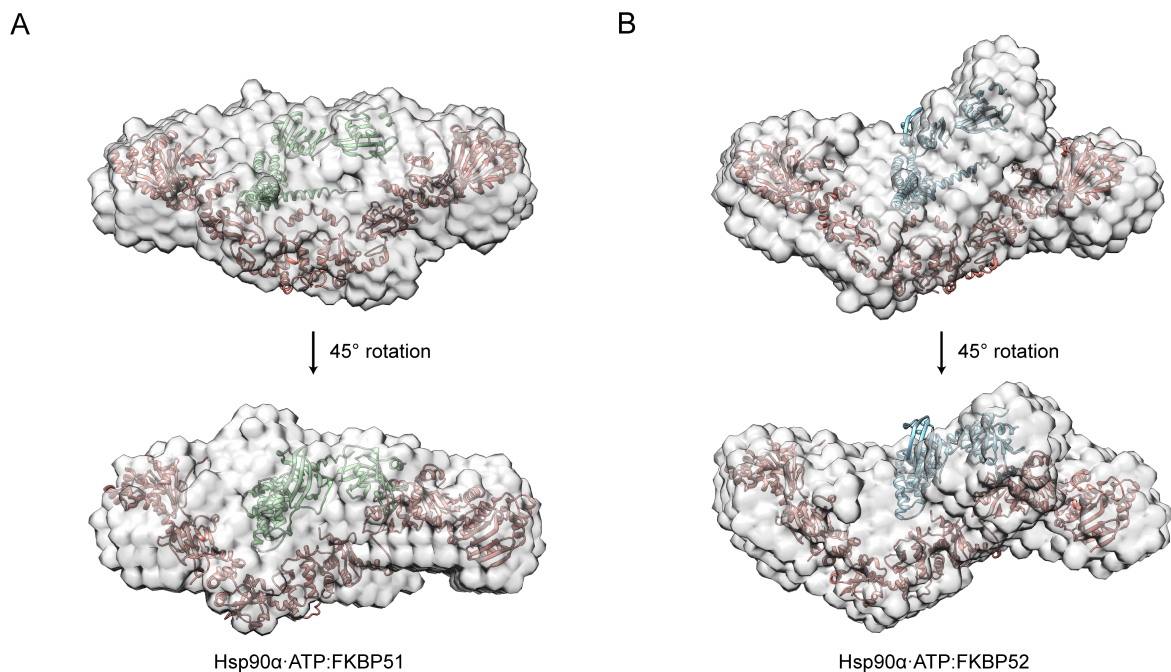 A
B
45° rotation
45° rotation
Hsp90α·ATP:FKBP51
Hsp90α·ATP:FKBP52